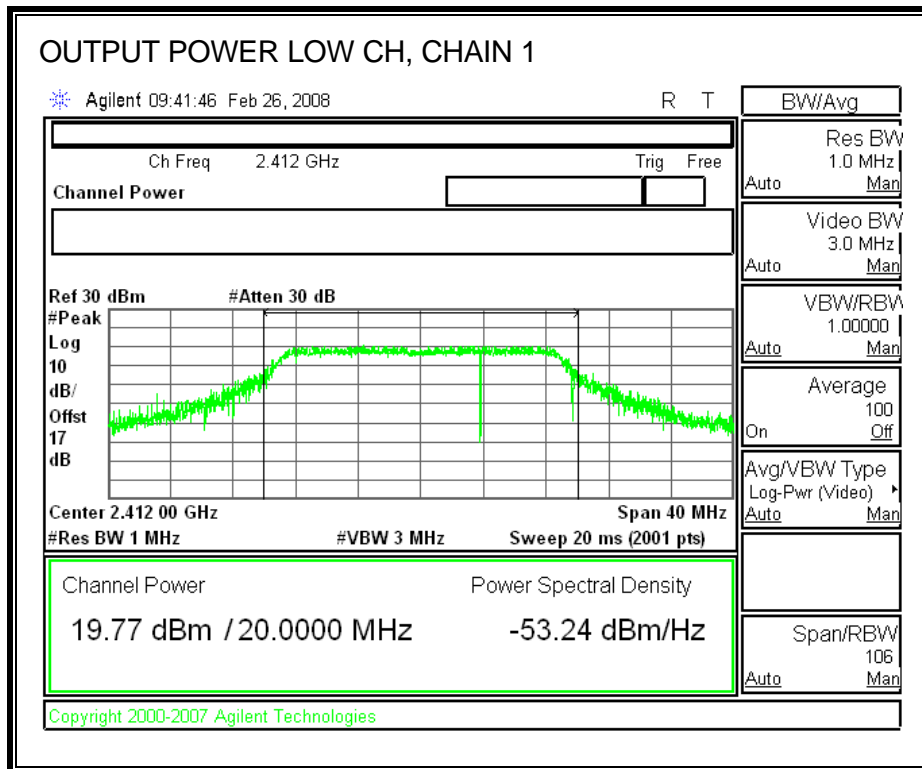 OUTPUT POWER LOW CH, CHAIN 1
Agilent 09:41:46 Feb 26, 2008 R T
Ch Freq 2.412 GHz Trig Free
Channel Power
Ref 30 dBm #Atten 30 dB
#Peak
Log
10
dB/
Offst
17
dB
Center 2.412 00 GHz Span 40 MHz
#Res BW 1 MHz #VBW 3 MHz Sweep 20 ms (2001 pts)
Channel Power Power Spectral Density
19.77 dBm / 20.0000 MHz -53.24 dBm/Hz
Copyright 2000-2007 Agilent Technologies
BW/Avg
Res BW
1.0 MHz
Auto Man
Video BW
3.0 MHz
Auto Man
VBW/RBW
1.00000
Auto Man
Average
100
On Off
Avg/VBW Type
Log-Pwr (Video)
Auto Man
Span/RBW
106
Auto Man